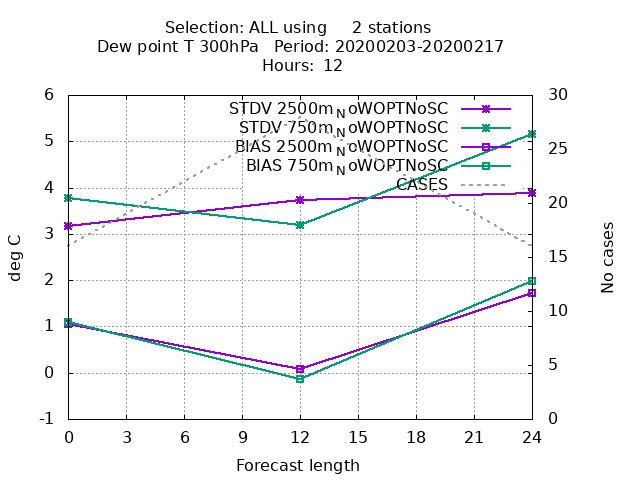 Selection: ALL using     2 stations
Dew point T 300hPa   Period: 20200203-20200217
Hours:  12
STDV 2500m_NoWOPTNoSC
STDV 750m_NoWOPTNoSC
BIAS 2500m_NoWOPTNoSC
BIAS 750m_NoWOPTNoSC
CASES
6
5
4
3
2
1
0
-1
deg C
30
25
20
15
10
5
0
No cases
0 3 6 9 12 15 18 21 24
Forecast length